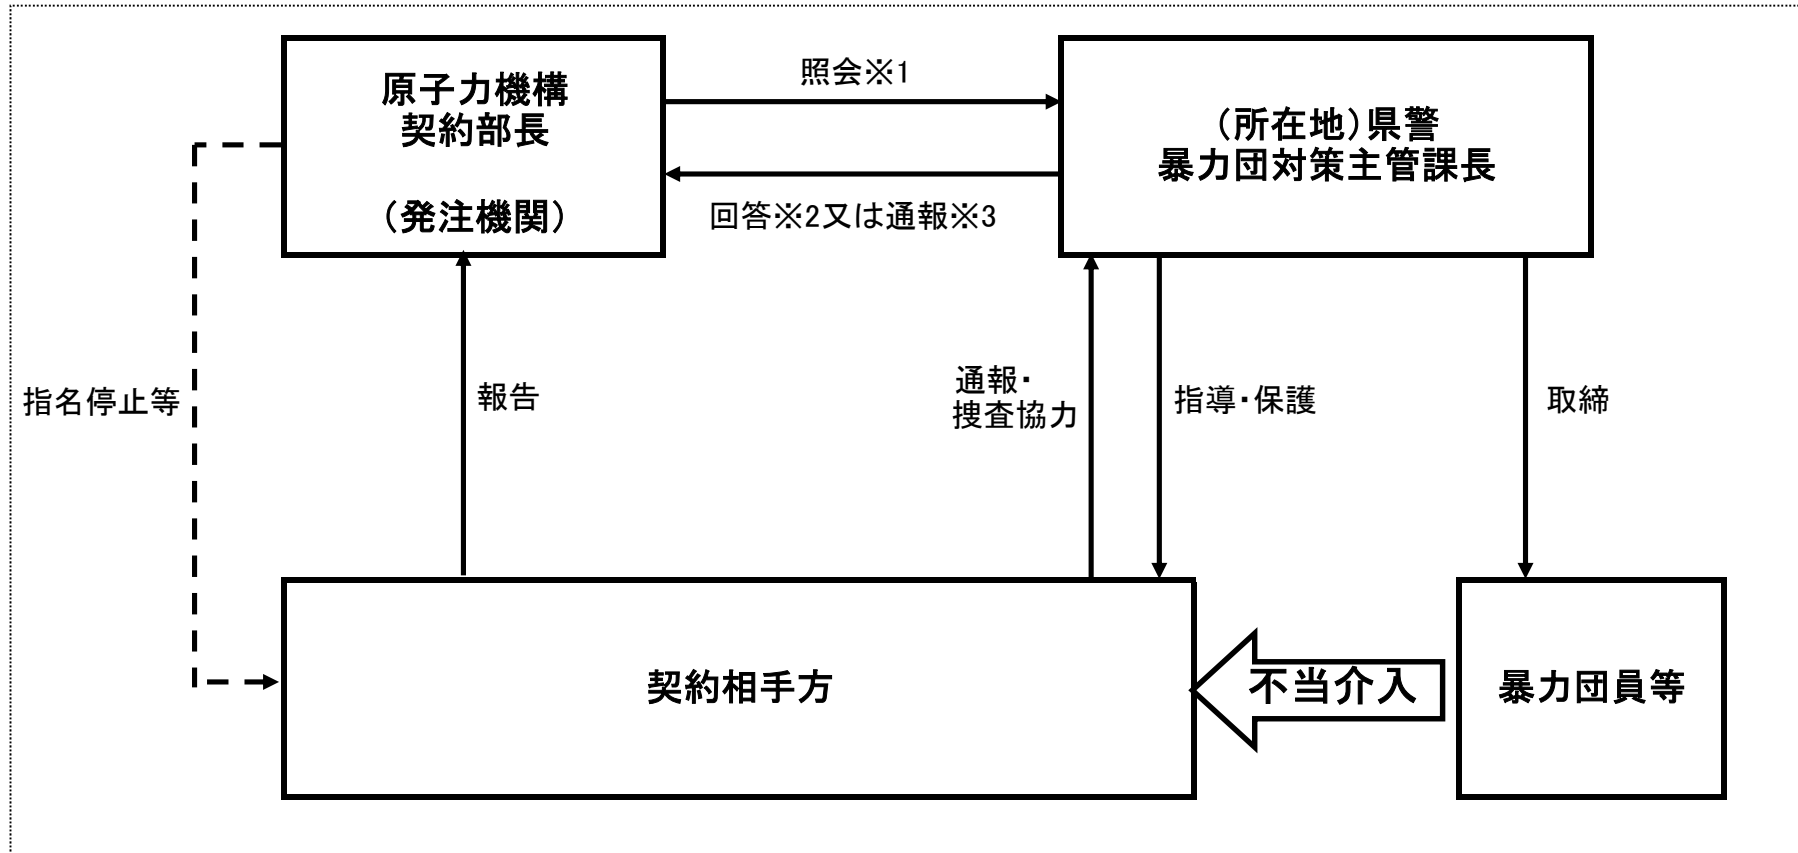 原子力機構
契約部長
（発注機関）
照会※1
（所在地）県警
暴力団対策主管課長
回答※2又は通報※3
指名停止等
報告
通報・
捜査協力
指導・保護
取締
契約相手方
不当介入
暴力団員等